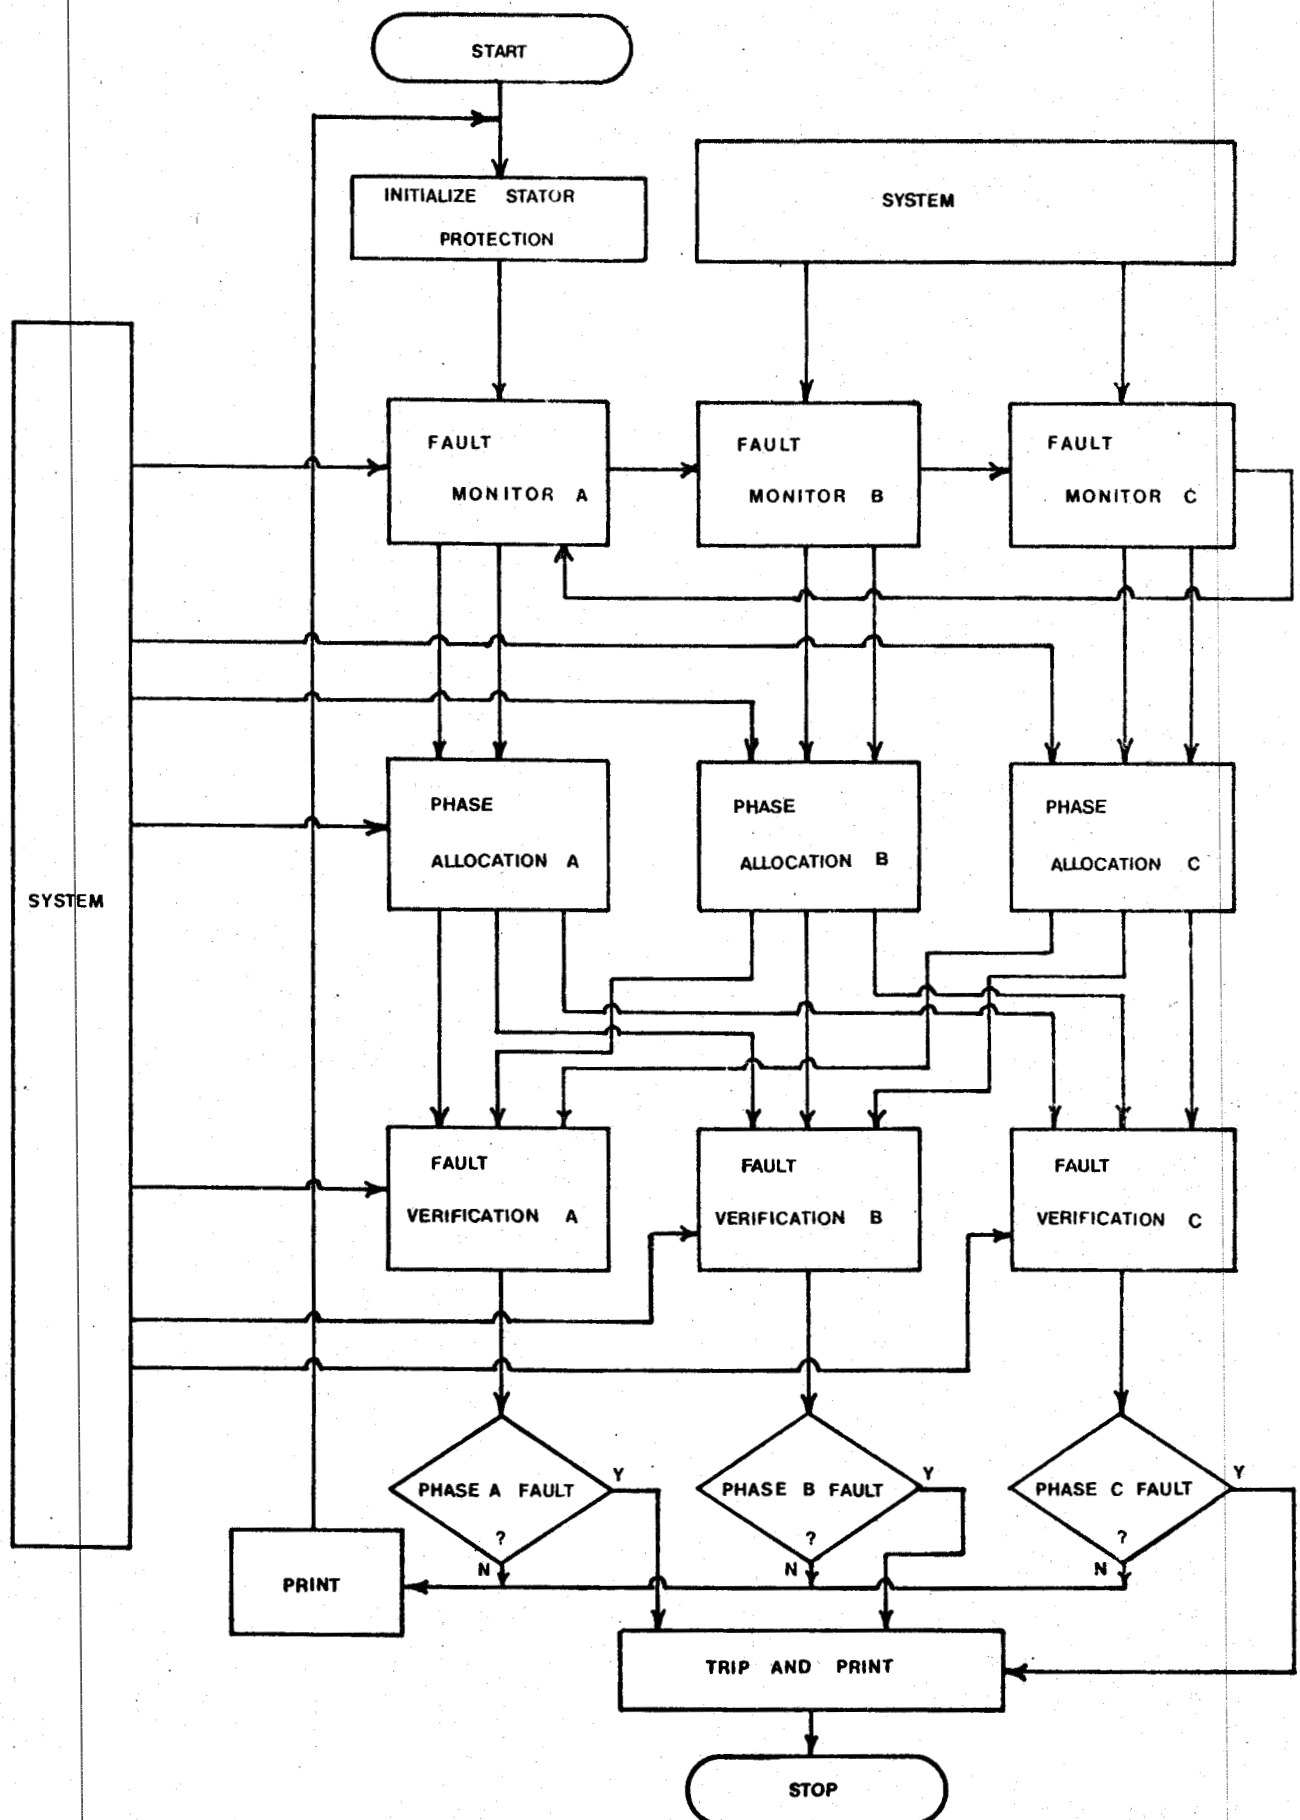 START
INITIALIZE STATOR
PROTECTION
SYSTEM
FAULT
MONITOR A
FAULT
MONITOR B
FAULT
MONITOR C
PHASE
ALLOCATION A
PHASE
ALLOCATION B
PHASE
ALLOCATION C
SYSTEM
FAULT
VERIFICATION A
FAULT
VERIFICATION B
FAULT
VERIFICATION C
PHASE A FAULT
?
Y
N
PHASE B FAULT
?
Y
N
PHASE C FAULT
?
Y
N
PRINT
TRIP AND PRINT
STOP